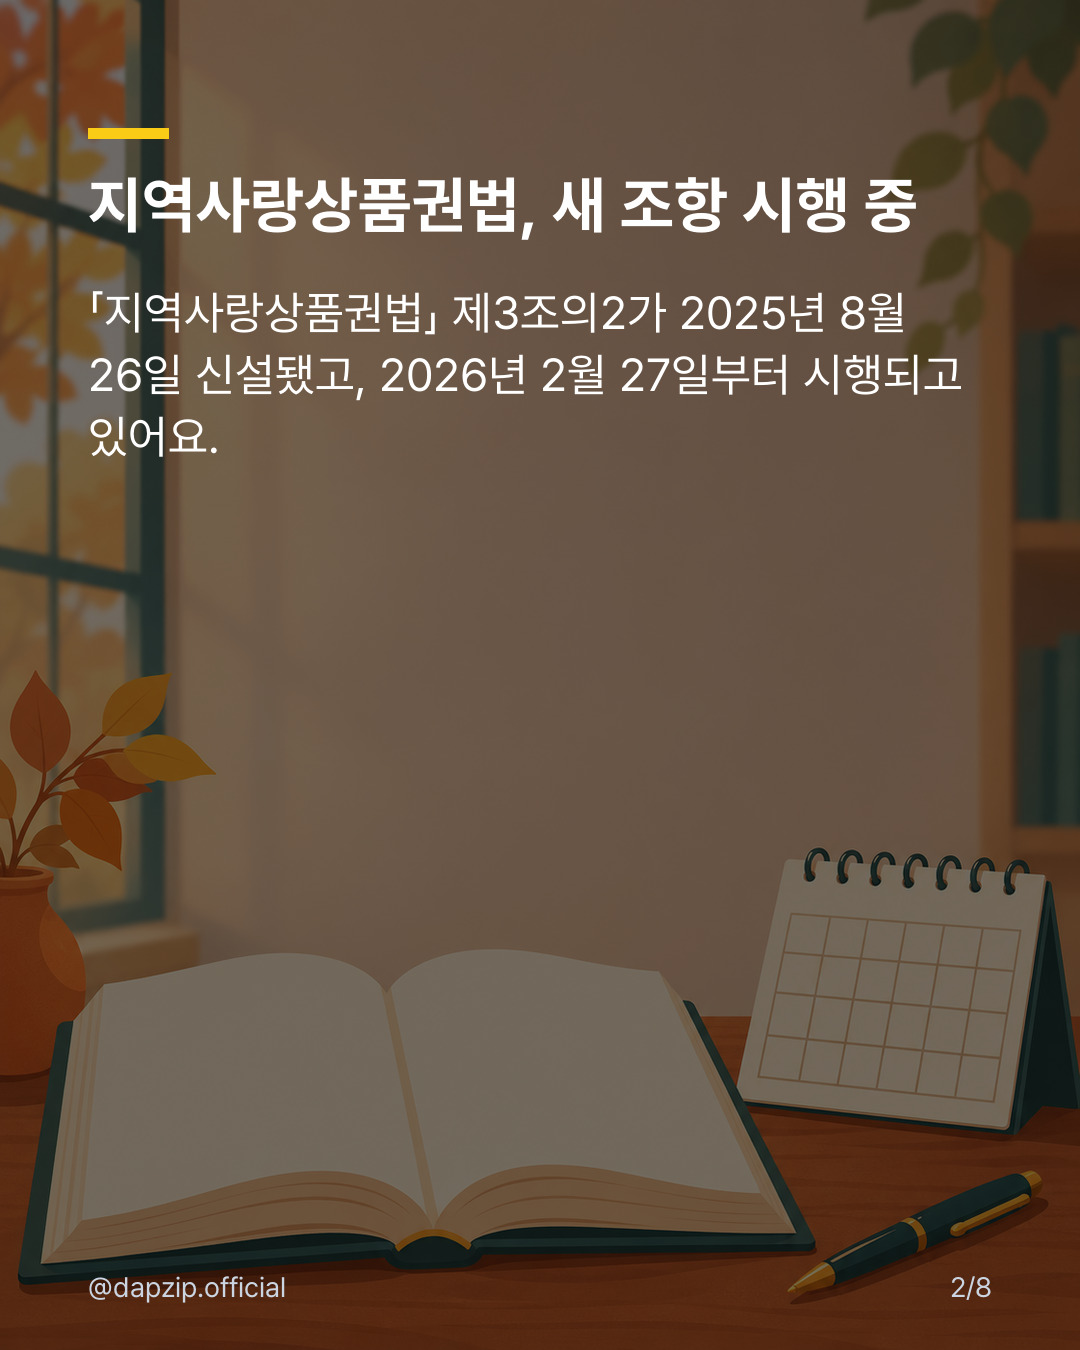 지역사랑상품권법, 새 조항 시행 중
｢지역사랑상품권법｣ 제3조의2가 2025년 8월
26일 신설됐고, 2026년 2월 27일부터 시행되고
있어요.
@dapzip.official
2/8